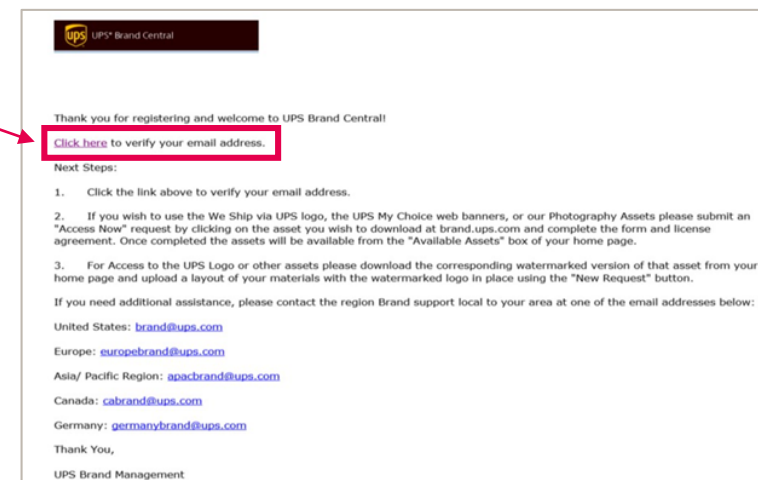 ups UPS* Brand Central
Thank you for registering and welcome to UPS Brand Central!
Click here to verify your email address.
Next Steps:
1. Click the link above to verify your email address.
2. If you wish to use the We Ship via UPS logo, the UPS My Choice web banners, or our Photography Assets please submit an
"Access Now" request by clicking on the asset you wish to download at brand.ups.com and complete the form and license
agreement. Once completed the assets will be available from the "Available Assets" box of your home page.
3. For Access to the UPS Logo or other assets please download the corresponding watermarked version of that asset from your
home page and upload a layout of your materials with the watermarked logo in place using the "New Request" button.
If you need additional assistance, please contact the region Brand support local to your area at one of the email addresses below:
United States: brand@ups.com
Europe: europebrand@ups.com
Asia/ Pacific Region: apacbrand@ups.com
Canada: cabrand@ups.com
Germany: germanybrand@ups.com
Thank You,
UPS Brand Management